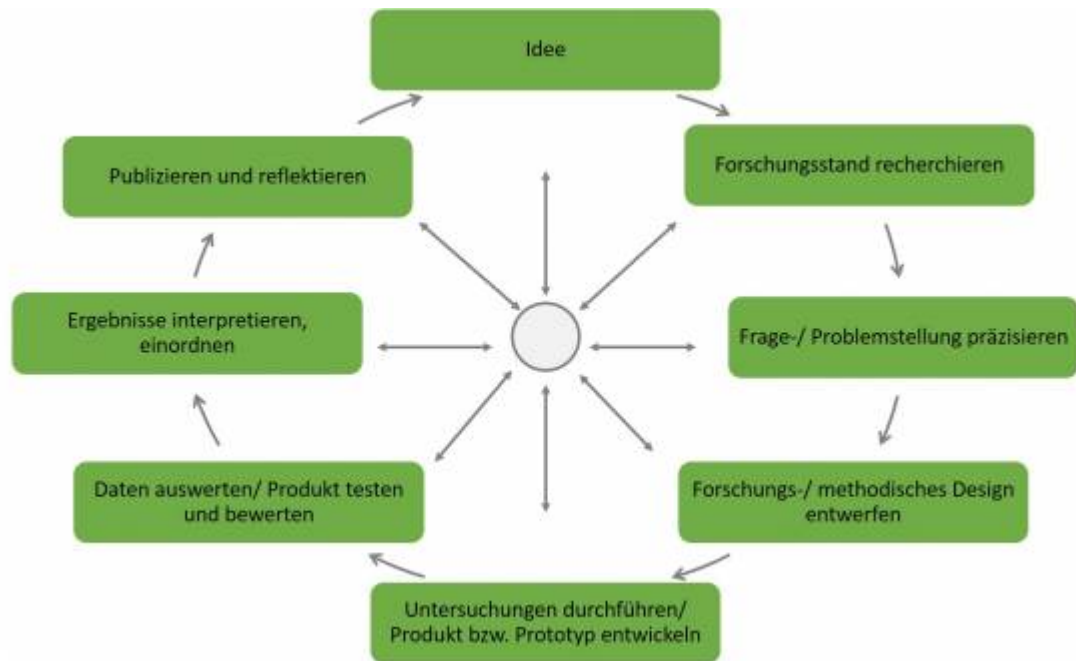 Idee
Forschungsstand recherchieren
Frage-/ Problemstellung präzisieren
Forschungs-/ methodisches Design
entwerfen
Untersuchungen durchführen/
Produkt bzw. Prototyp entwickeln
Daten auswerten/ Produkt testen
und bewerten
Ergebnisse interpretieren,
einordnen
Publizieren und reflektieren